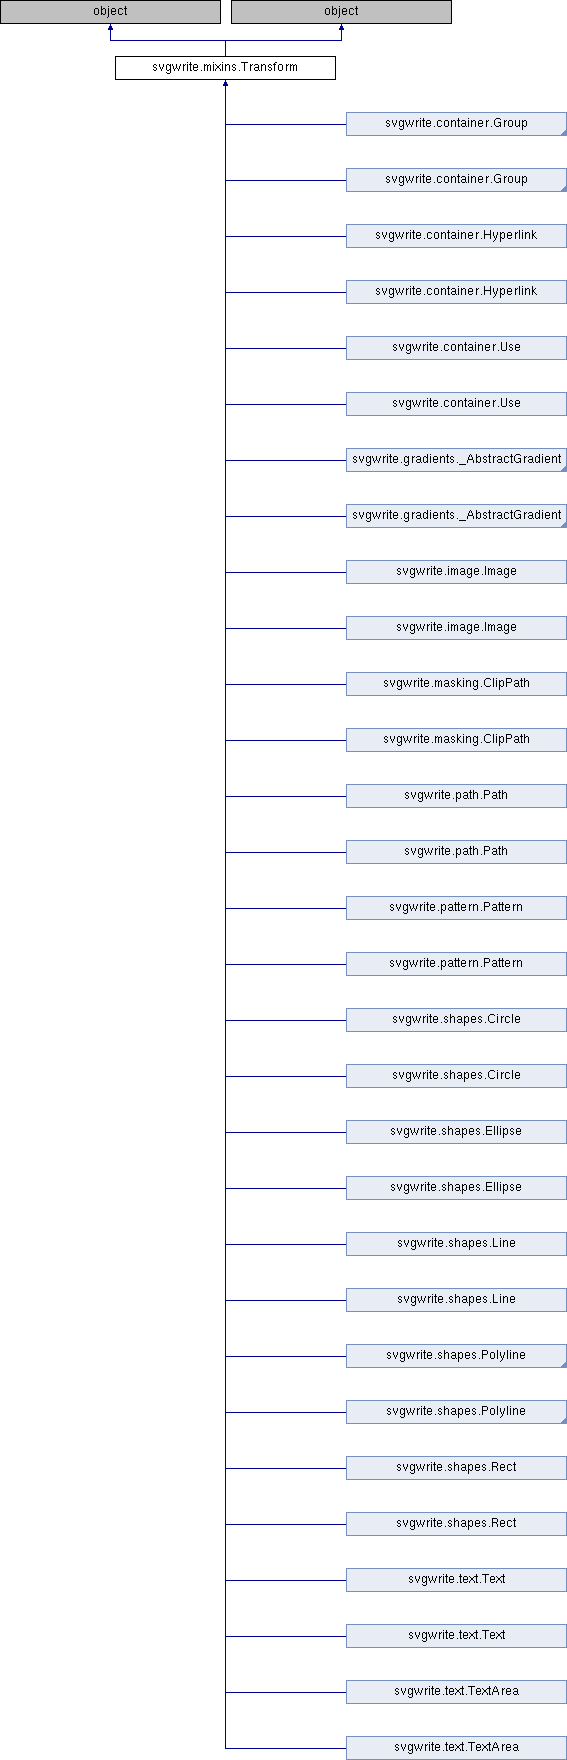 object
object
svgwrite.mixins.Transform
svgwrite.container.Group
svgwrite.container.Group
svgwrite.container.Hyperlink
svgwrite.container.Hyperlink
svgwrite.container.Use
svgwrite.container.Use
svgwrite.gradients._AbstractGradient
svgwrite.gradients._AbstractGradient
svgwrite.image.Image
svgwrite.image.Image
svgwrite.masking.ClipPath
svgwrite.masking.ClipPath
svgwrite.path.Path
svgwrite.path.Path
svgwrite.pattern.Pattern
svgwrite.pattern.Pattern
svgwrite.shapes.Circle
svgwrite.shapes.Circle
svgwrite.shapes.Ellipse
svgwrite.shapes.Ellipse
svgwrite.shapes.Line
svgwrite.shapes.Line
svgwrite.shapes.Polyline
svgwrite.shapes.Polyline
svgwrite.shapes.Rect
svgwrite.shapes.Rect
svgwrite.text.Text
svgwrite.text.Text
svgwrite.text.TextArea
svgwrite.text.TextArea